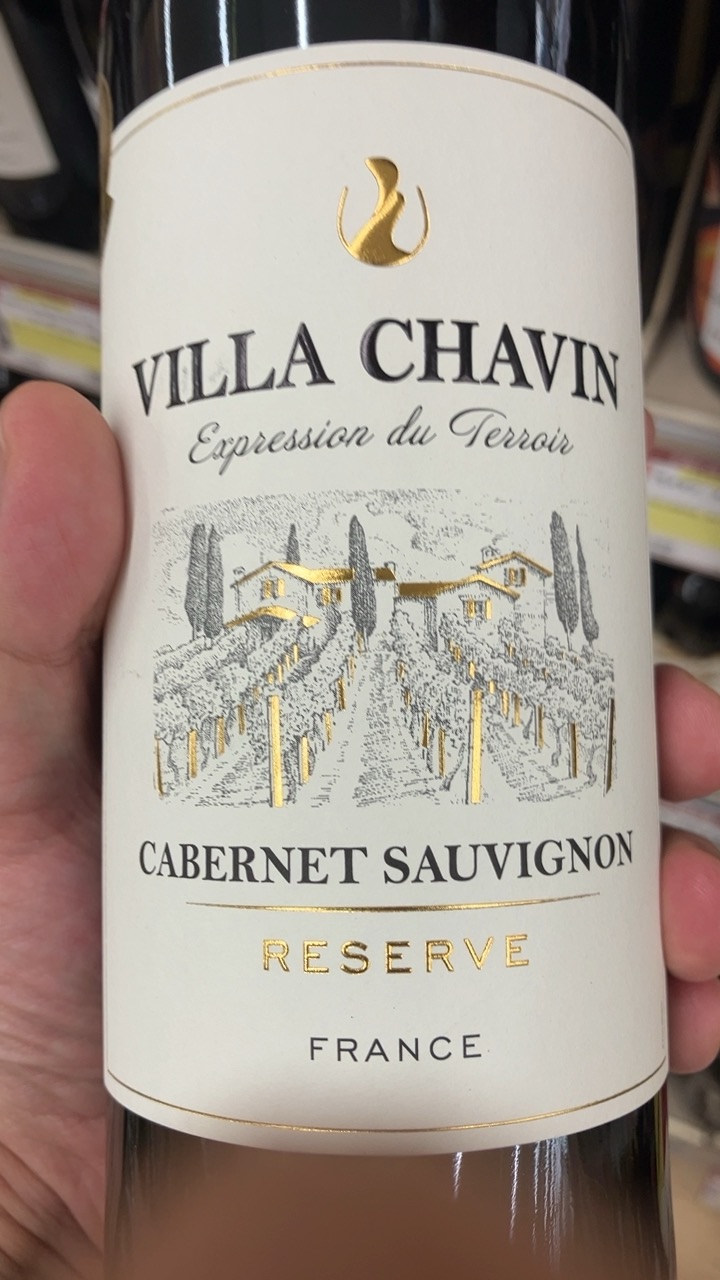 VILLA CHAVIN
Expression du Terroir
CABERNET SAUVIGNON
RESERVE
FRANCE